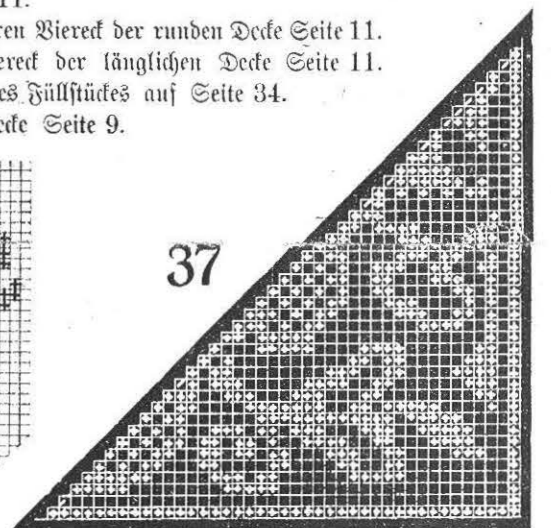 11.
ren Viereck der runden Decke Seite 11.
ereck der länglichen Decke Seite 11.
es Füllstückes auf Seite 34.
ecke Seite 9.
37